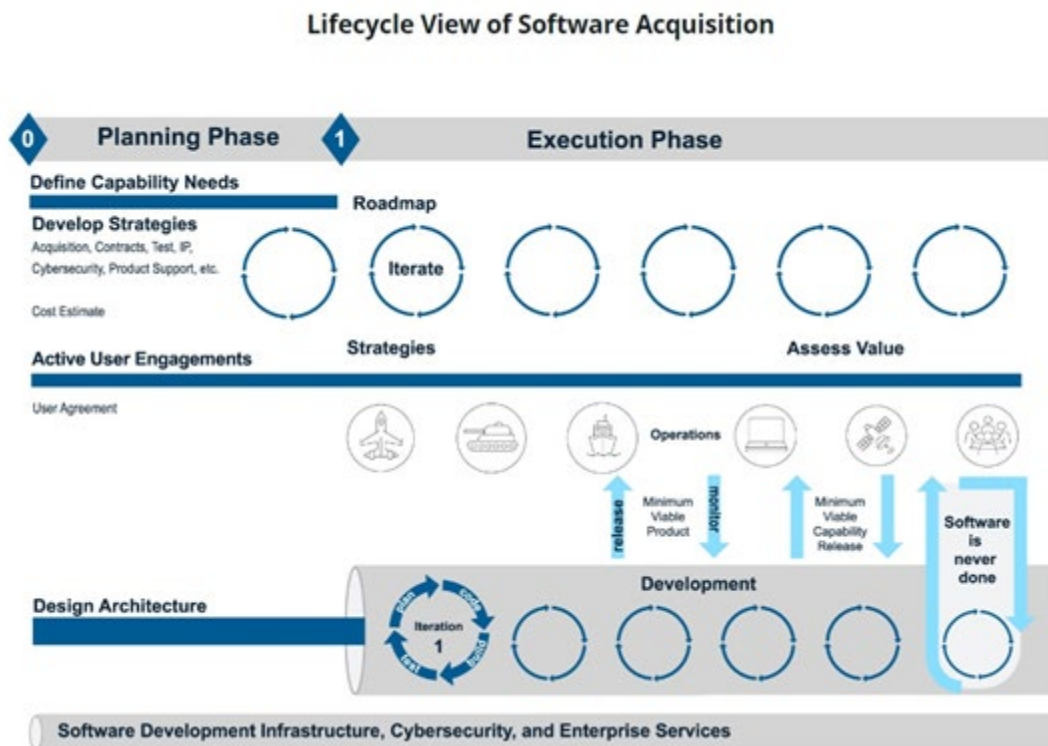 Lifecycle View of Software Acquisition
0
Planning Phase
1
Execution Phase
Define Capability Needs
Roadmap
Develop Strategies
Acquisition, Contracts, Test, IP,
Cybersecurity, Product Support, etc.
Iterate
Cost Estimate
Strategies
Assess Value
Active User Engagements
User Agreement
Operations
release
Minimum
Viable
Product
monitor
Minimum
Viable
Capability
Release
Software
is
never
done
Development
Design Architecture
plan
code
Iteration
1
test
build
Software Development Infrastructure, Cybersecurity, and Enterprise Services